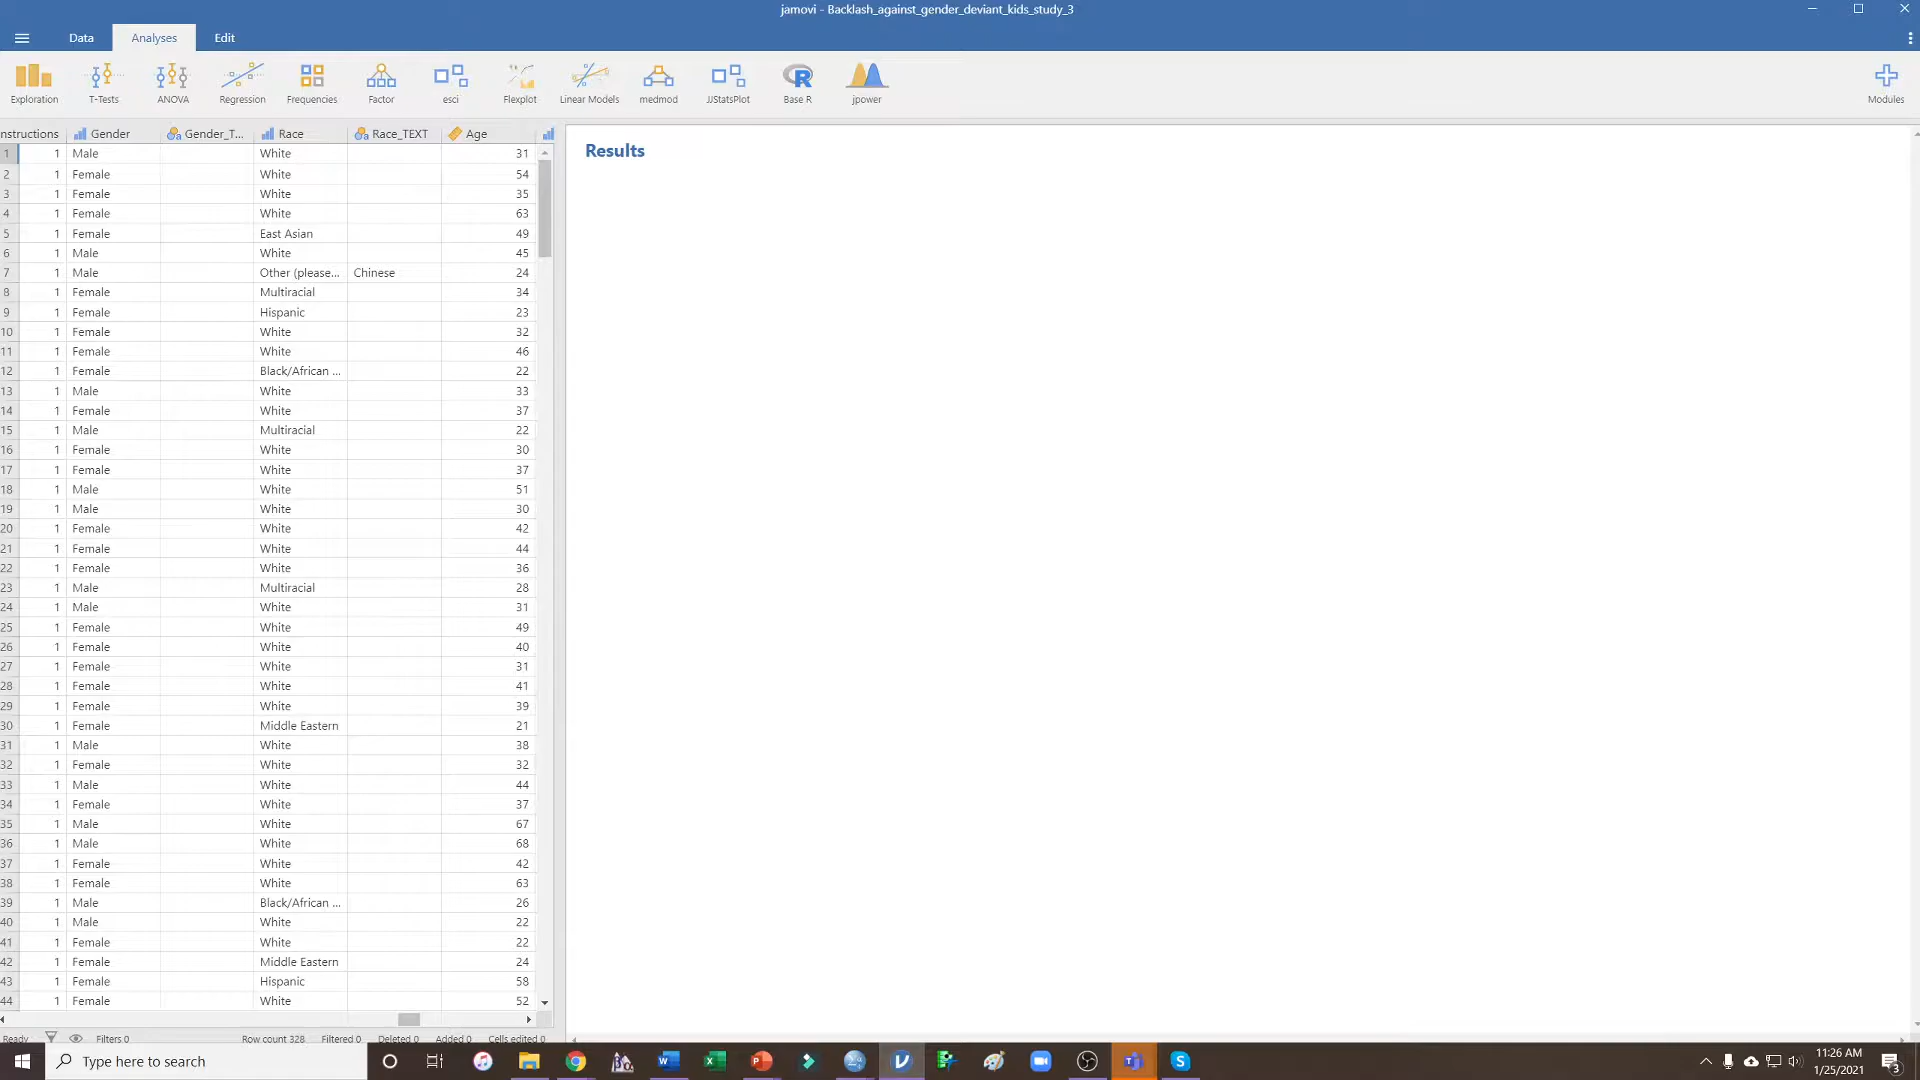 jamovi - Backlash_against_gender_deviant_kids_study_3
Data Analyses Edit
Exploration T-Tests ANOVA Regression Frequencies Factor esci Flexplot Linear Models medmod JJStatsPlot Base R jpower Modules
nstructions Gender Gender_T... Race Race_TEXT Age
1 1 Male White 31
2 1 Female White 54
3 1 Female White 35
4 1 Female White 63
5 1 Female East Asian 49
6 1 Male White 45
7 1 Male Other (please... Chinese 24
8 1 Female Multiracial 34
9 1 Female Hispanic 23
10 1 Female White 32
11 1 Female White 46
12 1 Female Black/African ... 22
13 1 Male White 33
14 1 Female White 37
15 1 Male Multiracial 22
16 1 Female White 30
17 1 Female White 37
18 1 Male White 51
19 1 Male White 30
20 1 Female White 42
21 1 Female White 44
22 1 Female White 36
23 1 Male Multiracial 28
24 1 Male White 31
25 1 Female White 49
26 1 Female White 40
27 1 Female White 31
28 1 Female White 41
29 1 Female White 39
30 1 Female Middle Eastern 21
31 1 Male White 38
32 1 Female White 32
33 1 Male White 44
34 1 Female White 37
35 1 Male White 67
36 1 Male White 68
37 1 Female White 42
38 1 Female White 63
39 1 Male Black/African ... 26
40 1 Male White 22
41 1 Female White 22
42 1 Female Middle Eastern 24
43 1 Female Hispanic 58
44 1 Female White 52
Results
Ready Filters 0 Row count 328 Filtered 0 Deleted 0 Added 0 Cells edited 0
Type here to search
11:26 AM
1/25/2021
3